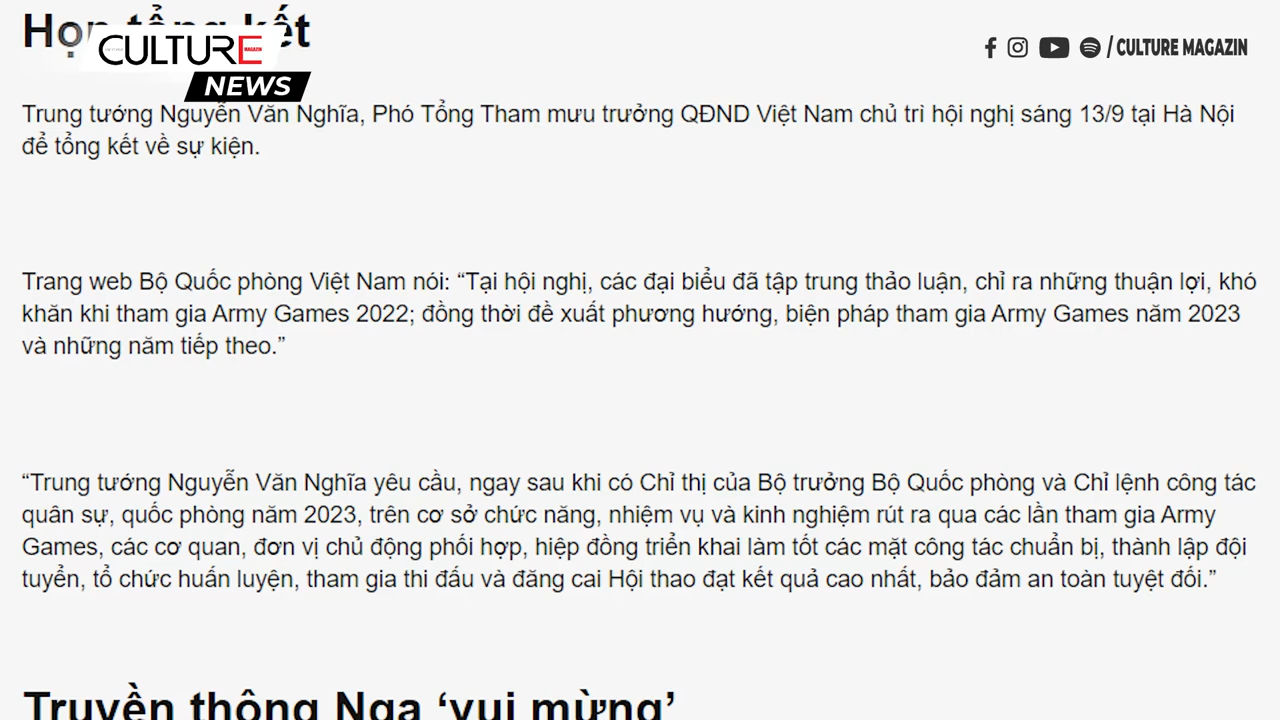 Họp tổng kết
CULTURE
MAGAZIN
NEWS
/ CULTURE MAGAZIN
Trung tướng Nguyễn Văn Nghĩa, Phó Tổng Tham mưu trưởng QĐND Việt Nam chủ trì hội nghị sáng 13/9 tại Hà Nội
để tổng kết về sự kiện.
Trang web Bộ Quốc phòng Việt Nam nói: “Tại hội nghị, các đại biểu đã tập trung thảo luận, chỉ ra những thuận lợi, khó
khăn khi tham gia Army Games 2022; đồng thời đề xuất phương hướng, biện pháp tham gia Army Games năm 2023
và những năm tiếp theo.”
“Trung tướng Nguyễn Văn Nghĩa yêu cầu, ngay sau khi có Chỉ thị của Bộ trưởng Bộ Quốc phòng và Chỉ lệnh công tác
quân sự, quốc phòng năm 2023, trên cơ sở chức năng, nhiệm vụ và kinh nghiệm rút ra qua các lần tham gia Army
Games, các cơ quan, đơn vị chủ động phối hợp, hiệp đồng triển khai làm tốt các mặt công tác chuẩn bị, thành lập đội
tuyển, tổ chức huấn luyện, tham gia thi đấu và đăng cai Hội thao đạt kết quả cao nhất, bảo đảm an toàn tuyệt đối.”
Truyền thông Nga ‘vui mừng’